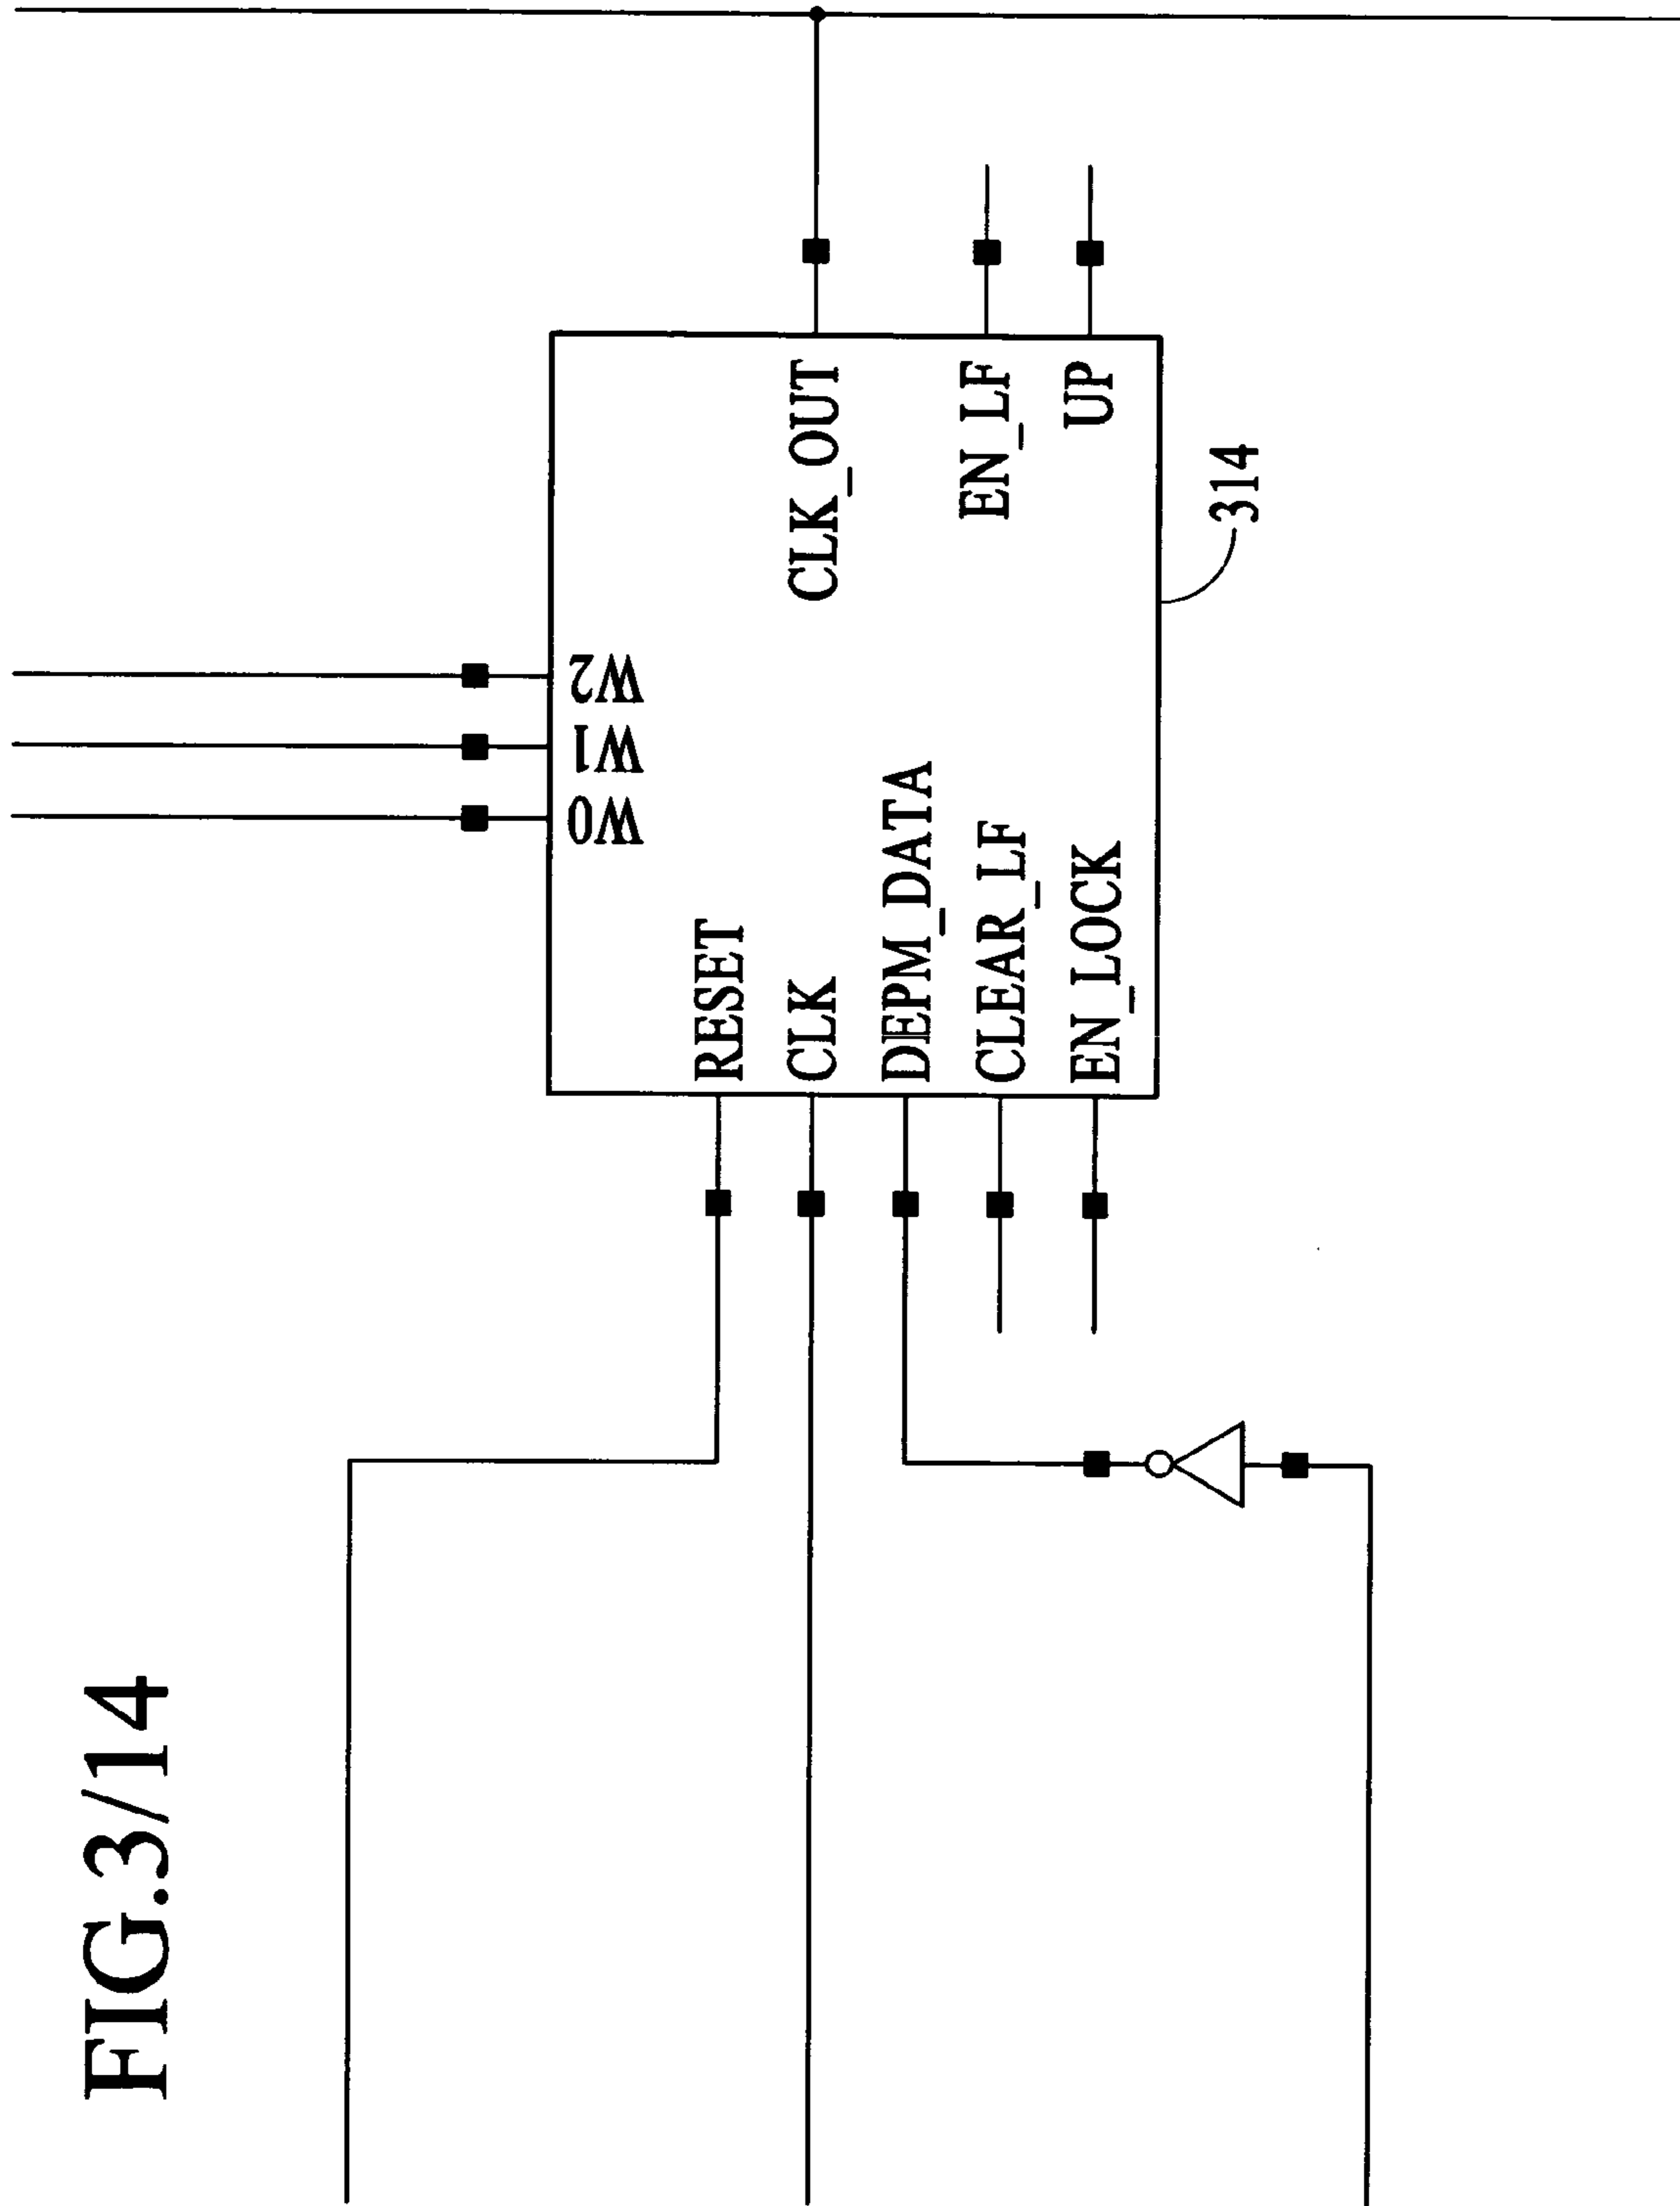 FIG.3/14
W0
W1
W2
RESET
CLK
DEPM_DATA
CLEAR_LF
EN_LOCK
CLK_OUT
EN_LF
UP
314